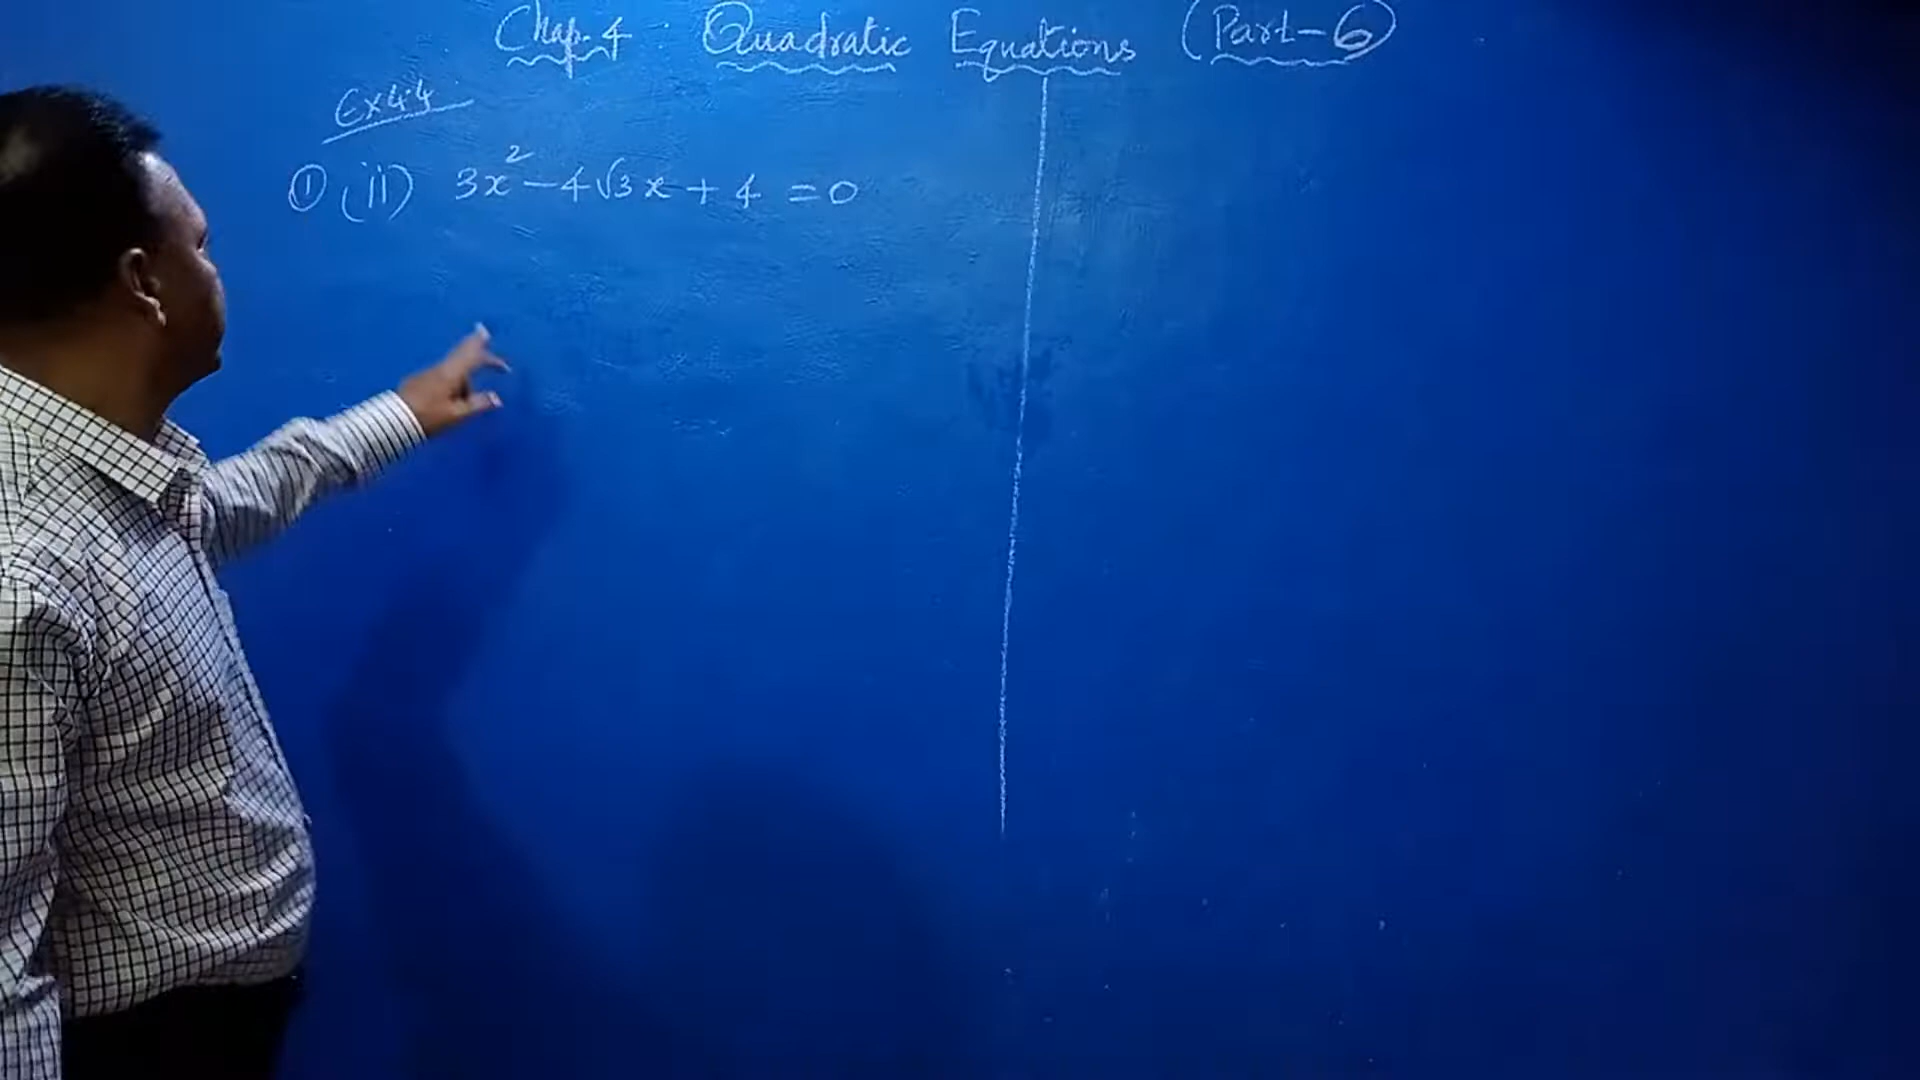 Chap. 4 : Quadratic Equations (Part-6)
Ex 4.4
① (ii) 3x² - 4√3x + 4 = 0